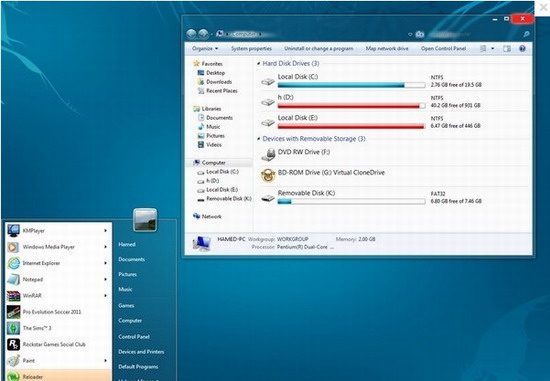 Computer
Organize
System properties
Uninstall or change a program
Map network drive
Open Control Panel
Favorites
Desktop
Downloads
Recent Places
Libraries
Documents
Music
Pictures
Videos
Computer
Local Disk (C:)
h (D:)
Local Disk (E:)
Removable Disk (K:)
Network
Hard Disk Drives (3)
Local Disk (C:)
NTFS
2.76 GB free of 19.5 GB
h (D:)
NTFS
40.2 GB free of 931 GB
Local Disk (E:)
NTFS
6.47 GB free of 446 GB
Devices with Removable Storage (3)
DVD RW Drive (F:)
BD-ROM Drive (G:) Virtual CloneDrive
Removable Disk (K:)
FAT32
6.80 GB free of 7.46 GB
HAMED-PC Workgroup: WORKGROUP Memory: 2.00 GB
Processor: Pentium(R) Dual-Core ...
KMPlayer
Windows Media Player
Internet Explorer
Notepad
WinRAR
Pro Evolution Soccer 2011
The Sims™ 3
Rockstar Games Social Club
Paint
Reloader
Hamed
Documents
Pictures
Music
Games
Computer
Control Panel
Devices and Printers
Default Programs